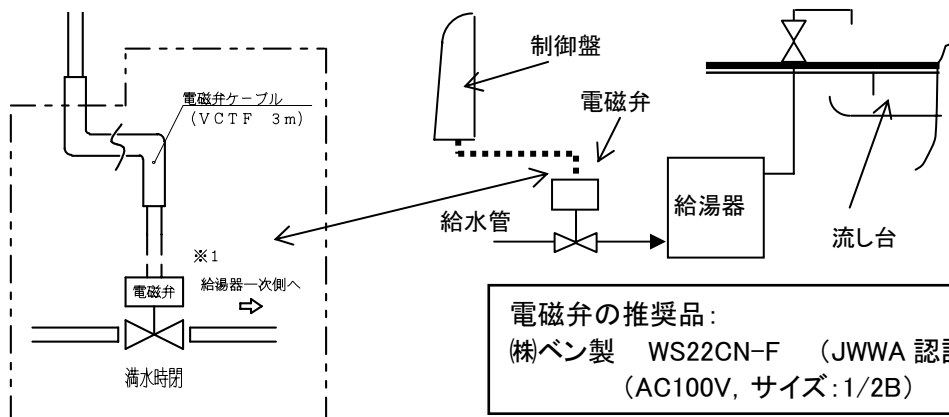 電磁弁ケーブル
(VCTF 3m)
※1
電磁弁
給湯器一次側へ
満水時閉
制御盤
電磁弁
給水管
給湯器
流し台
電磁弁の推奨品:
㈱ベン製 WS22CN-F (JWWA 認
(AC100V, サイズ:1/2B)